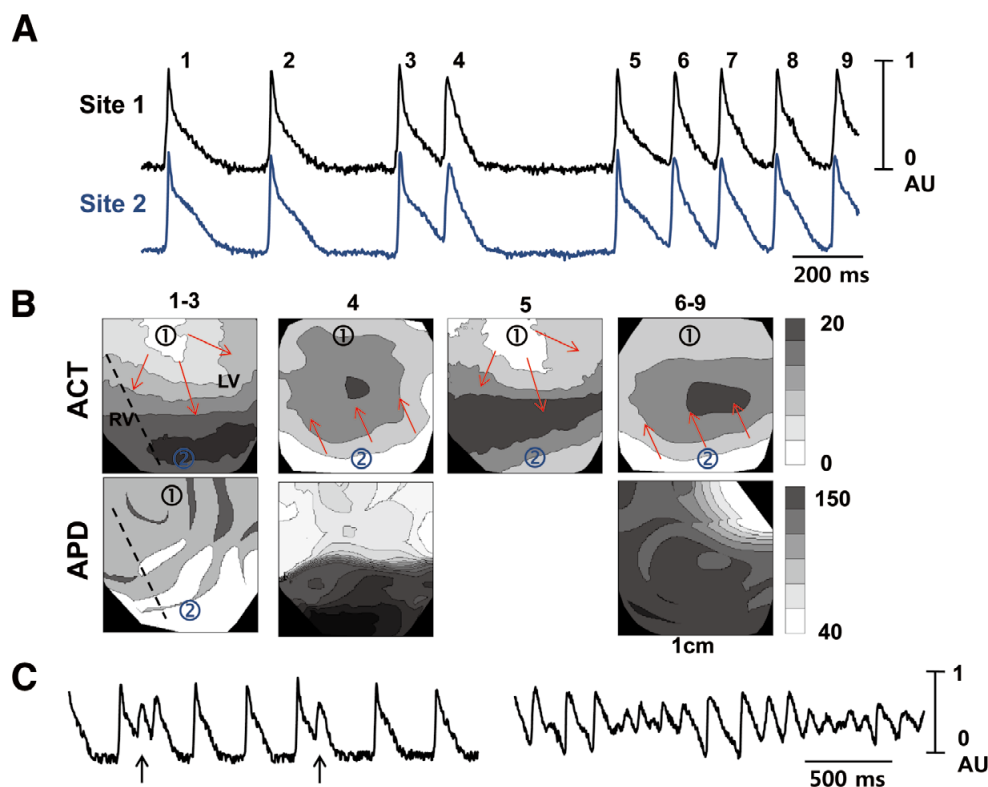 A
1 2 3 4 5 6 7 8 9
1
Site 1
0
AU
Site 2
200 ms
B
1-3 4 5 6-9
ACT
① ① ① ①
20
LV
RV
② ② ② ②
0
APD
①
150
②
40
1cm
C
1
0
AU
500 ms